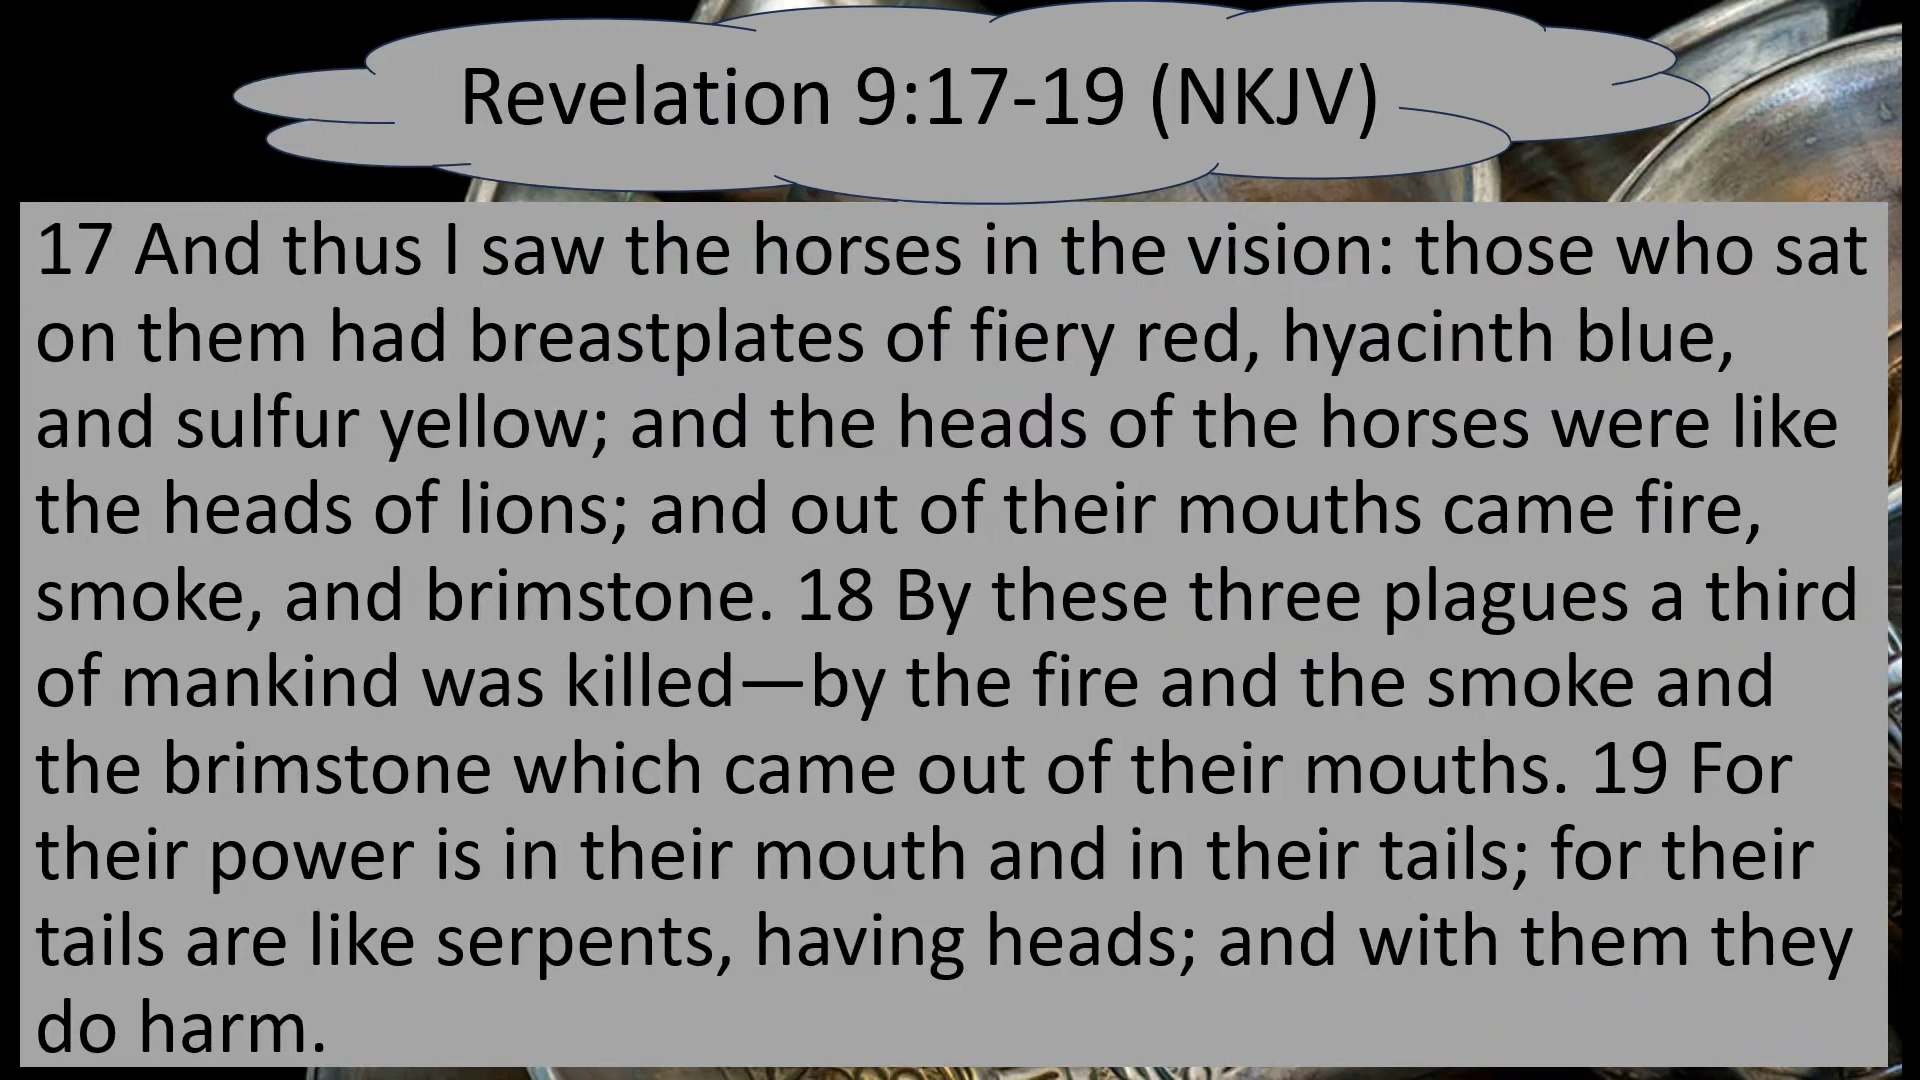 Revelation 9:17-19 (NKJV)
17 And thus I saw the horses in the vision: those who sat
on them had breastplates of fiery red, hyacinth blue,
and sulfur yellow; and the heads of the horses were like
the heads of lions; and out of their mouths came fire,
smoke, and brimstone. 18 By these three plagues a third
of mankind was killed—by the fire and the smoke and
the brimstone which came out of their mouths. 19 For
their power is in their mouth and in their tails; for their
tails are like serpents, having heads; and with them they
do harm.